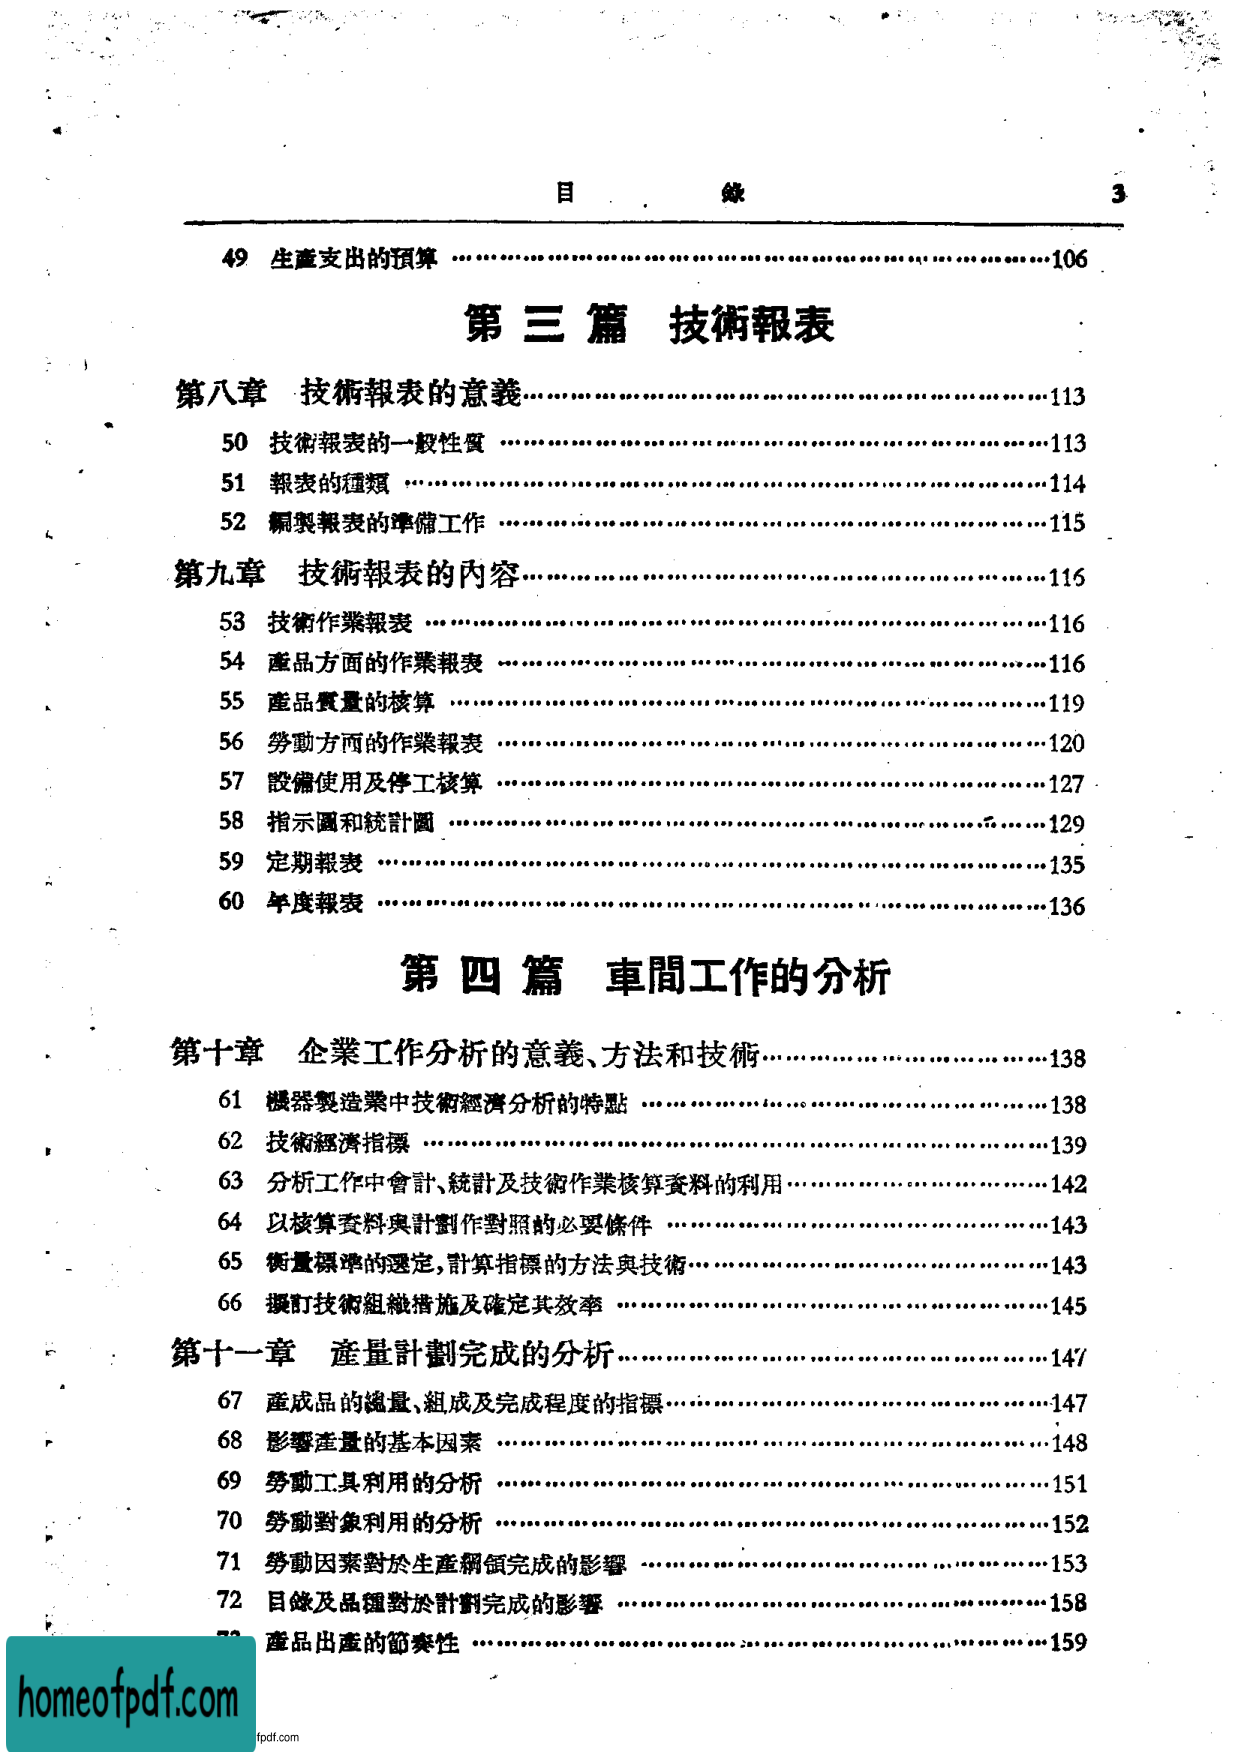 目 錄 3
49 生產支出的預算 ……………………………106
第三篇 技術報表
第八章 技術報表的意義……………………………113
50 技術報表的一般性質 ……………………………113
51 報表的種類 ……………………………114
52 編製報表的準備工作 ……………………………115
第九章 技術報表的內容……………………………116
53 技術作業報表 ……………………………116
54 產品方面的作業報表 ……………………………116
55 產品質量的核算 ……………………………119
56 勞動方面的作業報表 ……………………………120
57 設備使用及停工核算 ……………………………127
58 指示圖和統計圖 ……………………………129
59 定期報表 ……………………………135
60 年度報表 ……………………………136
第四篇 車間工作的分析
第十章 企業工作分析的意義、方法和技術……………………………138
61 機器製造業中技術經濟分析的特點 ……………………………138
62 技術經濟指標 ……………………………139
63 分析工作中會計、統計及技術作業核算資料的利用……………………………142
64 以核算資料與計劃作對照的必要條件 ……………………………143
65 衡量標準的選定，計算指標的方法與技術……………………………143
66 擬訂技術組織措施及確定其效率 ……………………………145
第十一章 產量計劃完成的分析……………………………147
67 產成品的總量、組成及完成程度的指標……………………………147
68 影響產量的基本因素 ……………………………148
69 勞動工具利用的分析 ……………………………151
70 勞動對象利用的分析 ……………………………152
71 勞動因素對於生產綱領完成的影響 ……………………………153
72 目錄及品種對於計劃完成的影響 ……………………………158
產品出產的節奏性 ……………………………159
homeofpdf.com
fpdf.com